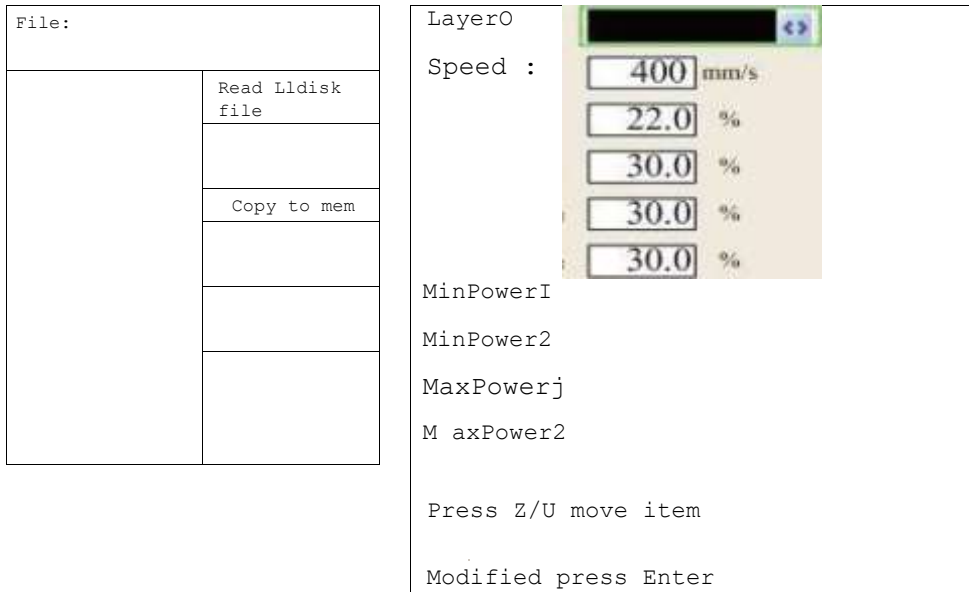 File:
Read Lldisk
file
Copy to mem
LayerO
Speed :
400 mm/s
22.0 %
30.0 %
30.0 %
30.0 %
MinPowerI
MinPower2
MaxPowerj
M axPower2
Press Z/U move item
Modified press Enter